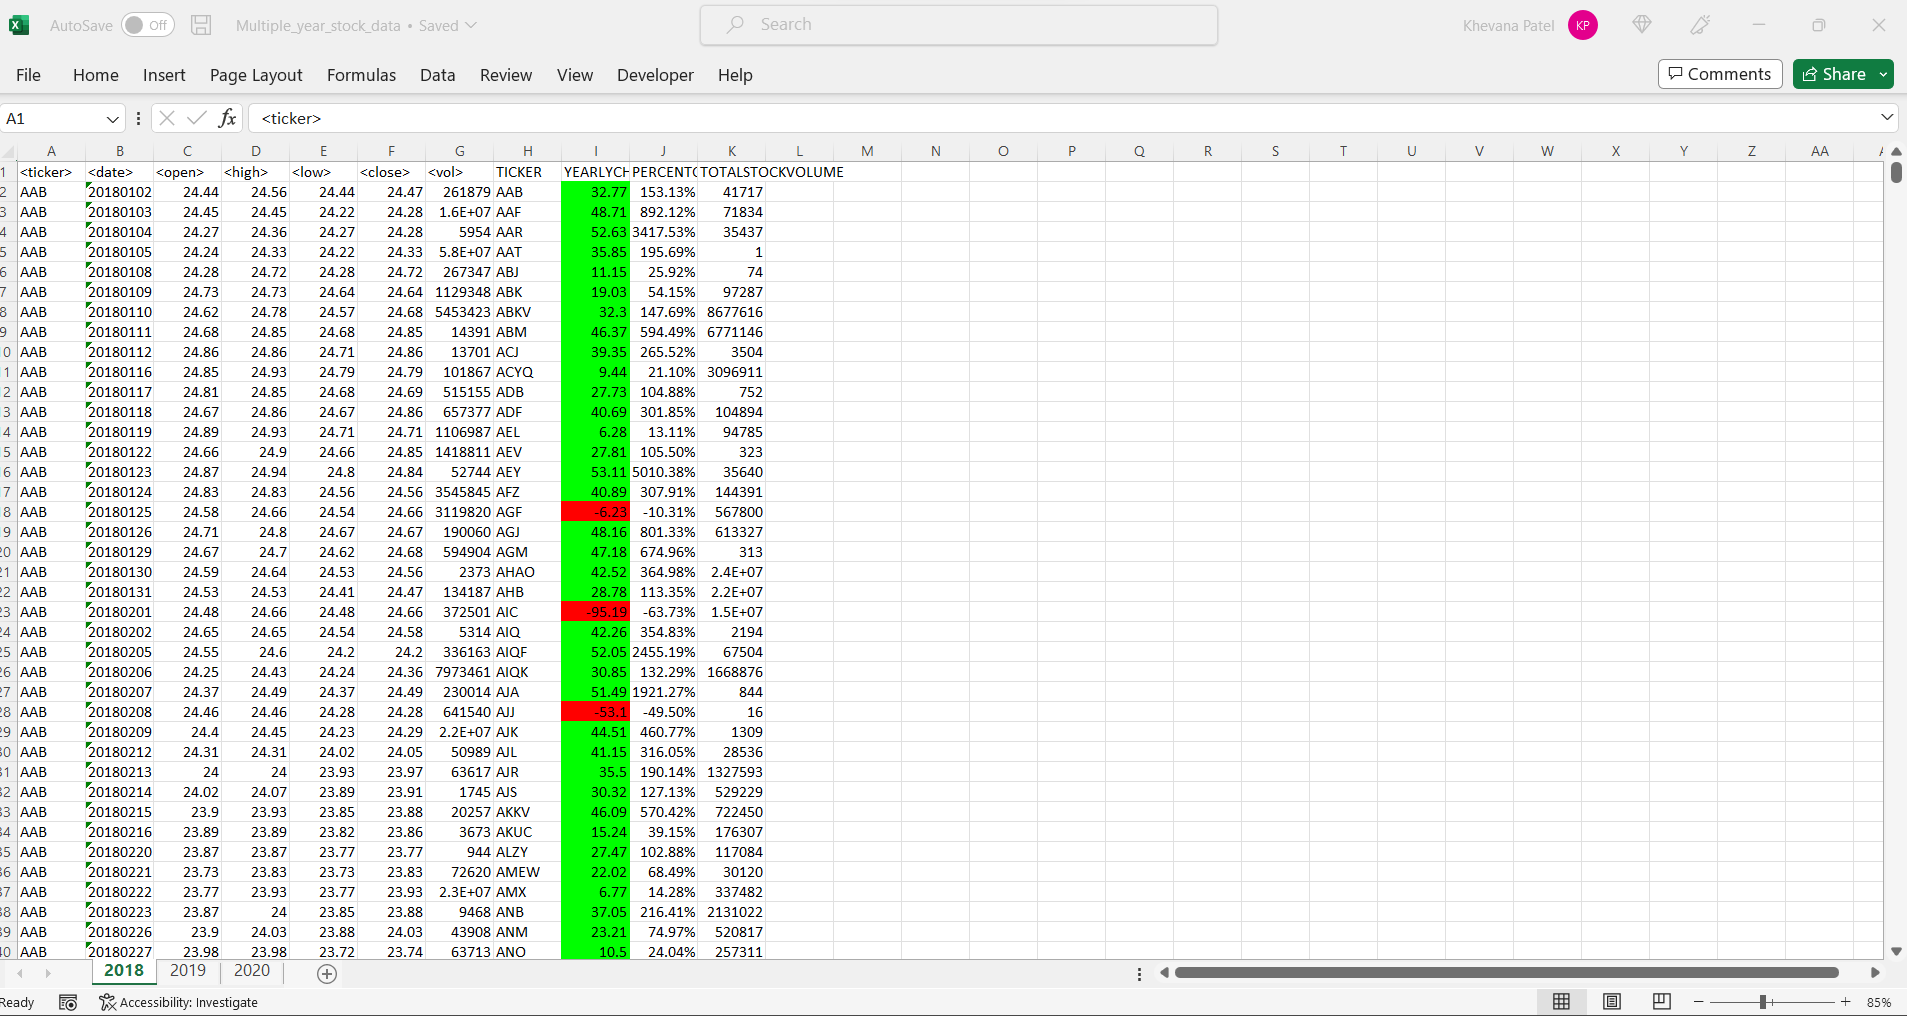 AutoSave Off Multiple_year_stock_data • Saved Search Khevana Patel KP
File Home Insert Page Layout Formulas Data Review View Developer Help Comments Share
A1 fx <ticker>
A B C D E F G H I J K L M N O P Q R S T U V W X Y Z AA
1 <ticker> <date> <open> <high> <low> <close> <vol> TICKER YEARLYCH PERCENTC TOTALSTOCKVOLUME
2 AAB 20180102 24.44 24.56 24.44 24.47 261879 AAB 32.77 153.13% 41717
3 AAB 20180103 24.45 24.45 24.22 24.28 1.6E+07 AAF 48.71 892.12% 71834
4 AAB 20180104 24.27 24.36 24.27 24.28 5954 AAR 52.63 3417.53% 35437
5 AAB 20180105 24.24 24.33 24.22 24.33 5.8E+07 AAT 35.85 195.69% 1
6 AAB 20180108 24.28 24.72 24.28 24.72 267347 ABJ 11.15 25.92% 74
7 AAB 20180109 24.73 24.73 24.64 24.64 1129348 ABK 19.03 54.15% 97287
8 AAB 20180110 24.62 24.78 24.57 24.68 5453423 ABKV 32.3 147.69% 8677616
9 AAB 20180111 24.68 24.85 24.68 24.85 14391 ABM 46.37 594.49% 6771146
0 AAB 20180112 24.86 24.86 24.71 24.86 13701 ACJ 39.35 265.52% 3504
1 AAB 20180116 24.85 24.93 24.79 24.79 101867 ACYQ 9.44 21.10% 3096911
2 AAB 20180117 24.81 24.85 24.68 24.69 515155 ADB 27.73 104.88% 752
3 AAB 20180118 24.67 24.86 24.67 24.86 657377 ADF 40.69 301.85% 104894
4 AAB 20180119 24.89 24.93 24.71 24.71 1106987 AEL 6.28 13.11% 94785
5 AAB 20180122 24.66 24.9 24.66 24.85 1418811 AEV 27.81 105.50% 323
6 AAB 20180123 24.87 24.94 24.8 24.84 52744 AEY 53.11 5010.38% 35640
7 AAB 20180124 24.83 24.83 24.56 24.56 3545845 AFZ 40.89 307.91% 144391
8 AAB 20180125 24.58 24.66 24.54 24.66 3119820 AGF -6.23 -10.31% 567800
9 AAB 20180126 24.71 24.8 24.67 24.67 190060 AGJ 48.16 801.33% 613327
20 AAB 20180129 24.67 24.7 24.62 24.68 594904 AGM 47.18 674.96% 313
21 AAB 20180130 24.59 24.64 24.53 24.56 2373 AHAO 42.52 364.98% 2.4E+07
22 AAB 20180131 24.53 24.53 24.41 24.47 134187 AHB 28.78 113.35% 2.2E+07
23 AAB 20180201 24.48 24.66 24.48 24.66 372501 AIC -95.19 -63.73% 1.5E+07
24 AAB 20180202 24.65 24.65 24.54 24.58 5314 AIQ 42.26 354.83% 2194
25 AAB 20180205 24.55 24.6 24.2 24.2 336163 AIQF 52.05 2455.19% 67504
26 AAB 20180206 24.25 24.43 24.24 24.36 7973461 AIQK 30.85 132.29% 1668876
27 AAB 20180207 24.37 24.49 24.37 24.49 230014 AJA 51.49 1921.27% 844
28 AAB 20180208 24.46 24.46 24.28 24.28 641540 AJJ -53.1 -49.50% 16
29 AAB 20180209 24.4 24.45 24.23 24.29 2.2E+07 AJK 44.51 460.77% 1309
30 AAB 20180212 24.31 24.31 24.02 24.05 50989 AJL 41.15 316.05% 28536
31 AAB 20180213 24 24 23.93 23.97 63617 AJR 35.5 190.14% 1327593
32 AAB 20180214 24.02 24.07 23.89 23.91 1745 AJS 30.32 127.13% 529229
33 AAB 20180215 23.9 23.93 23.85 23.88 20257 AKKV 46.09 570.42% 722450
34 AAB 20180216 23.89 23.89 23.82 23.86 3673 AKUC 15.24 39.15% 176307
35 AAB 20180220 23.87 23.87 23.77 23.77 944 ALZY 27.47 102.88% 117084
36 AAB 20180221 23.73 23.83 23.73 23.83 72620 AMEW 22.02 68.49% 30120
37 AAB 20180222 23.77 23.93 23.77 23.93 2.3E+07 AMX 6.77 14.28% 337482
38 AAB 20180223 23.87 24 23.85 23.88 9468 ANB 37.05 216.41% 2131022
39 AAB 20180226 23.9 24.03 23.88 24.03 43908 ANM 23.21 74.97% 520817
40 AAB 20180227 23.98 23.98 23.72 23.74 63713 ANO 10.5 24.04% 257311
2018 2019 2020
Ready Accessibility: Investigate 85%